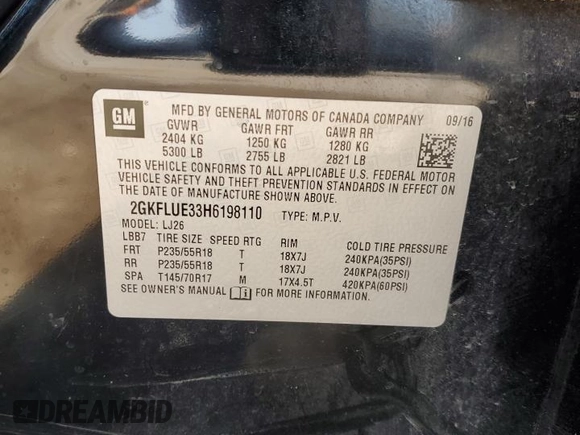 GM
MFD BY GENERAL MOTORS OF CANADA COMPANY 09/16
GVWR GAWR FRT GAWR RR
2404 KG 1250 KG 1280 KG
5300 LB 2755 LB 2821 LB
THIS VEHICLE CONFORMS TO ALL APPLICABLE U.S. FEDERAL MOTOR
VEHICLE SAFETY AND THEFT PREVENTION STANDARDS IN EFFECT ON
THE DATE OF MANUFACTURE SHOWN ABOVE.
2GKFLUE33H6198110 TYPE: M.P.V.
MODEL: LJ26
LBB7 TIRE SIZE SPEED RTG RIM COLD TIRE PRESSURE
FRT P235/55R18 T 18X7J 240KPA(35PSI)
RR P235/55R18 T 18X7J 240KPA(35PSI)
SPA T145/70R17 M 17X4.5T 420KPA(60PSI)
SEE OWNER'S MANUAL FOR MORE INFORMATION.
DREAMBID